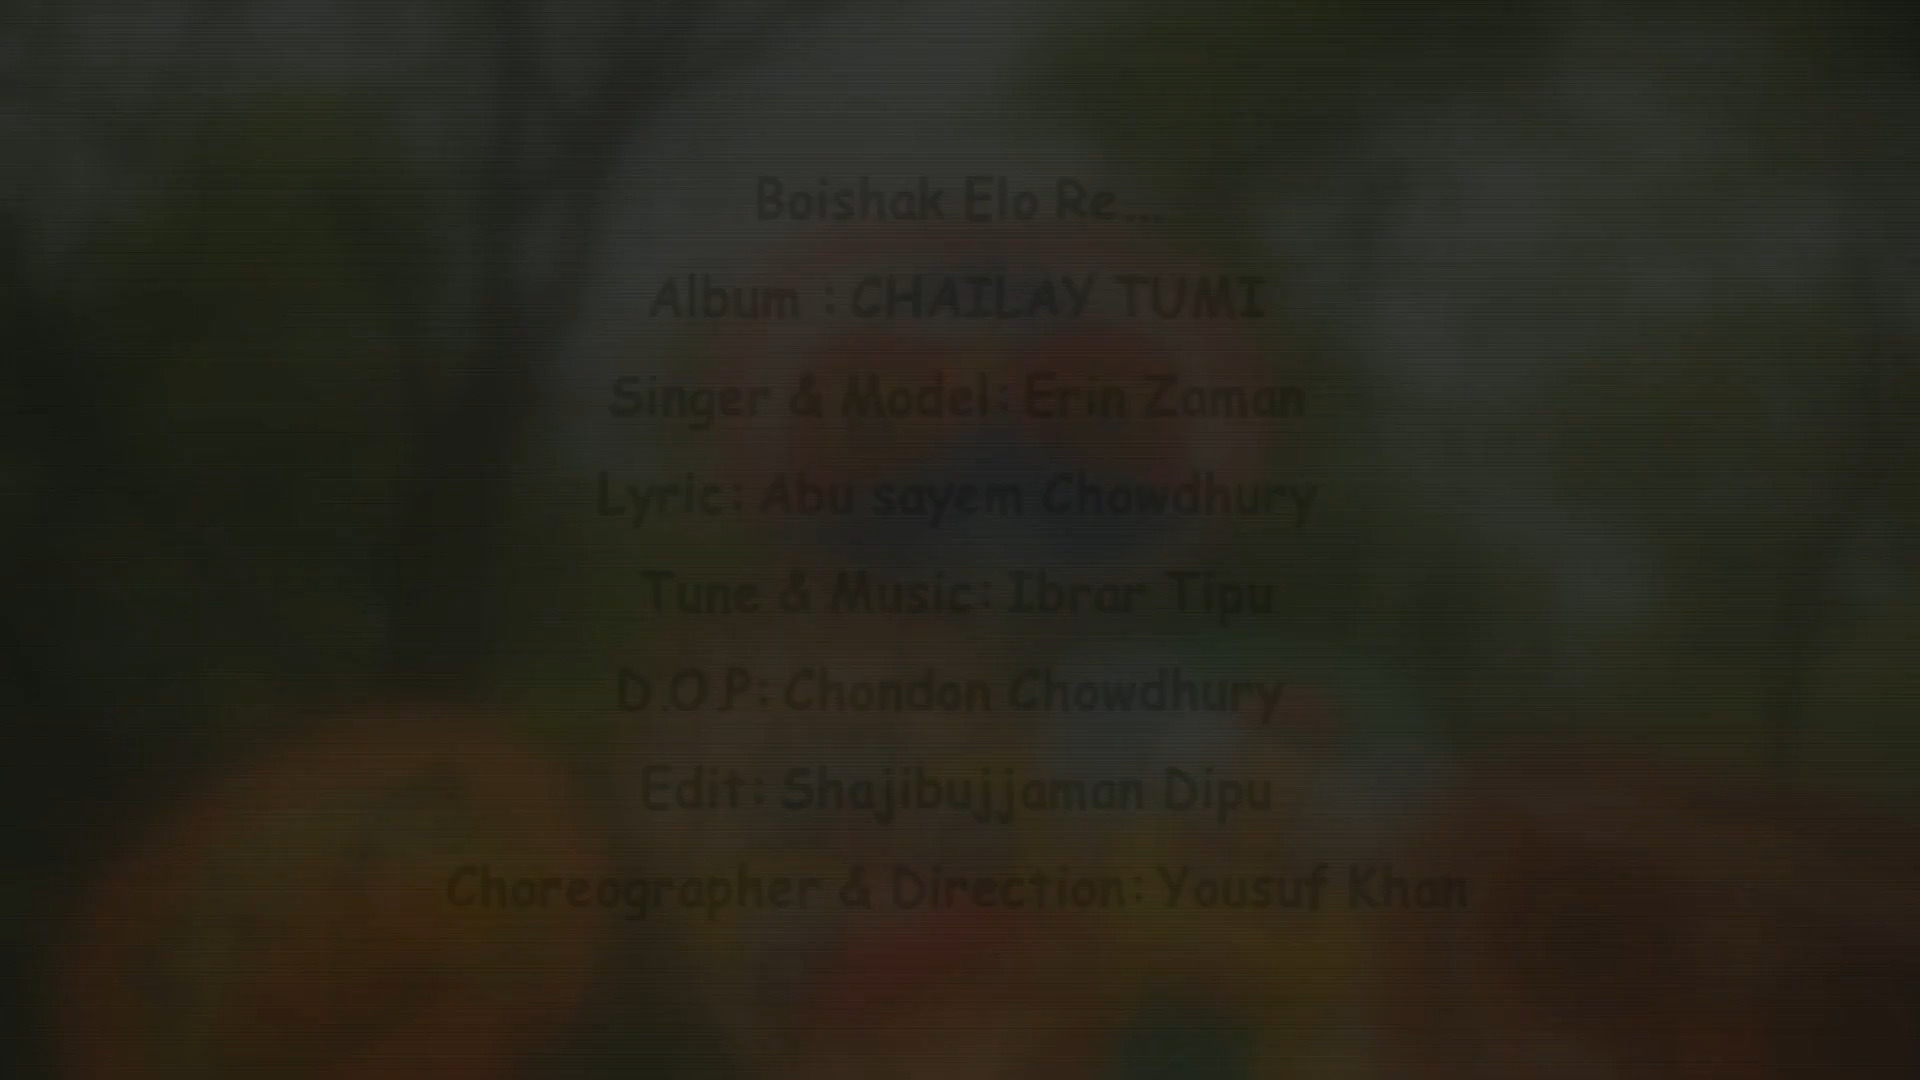 Boishak Elo Re...
Album : CHAILAY TUMI
Singer & Model: Erin Zaman
Lyric: Abu sayem Chowdhury
Tune & Music: Ibrar Tipu
D.O.P: Chondon Chowdhury
Edit: Shajibujjaman Dipu
Choreographer & Direction: Yousuf Khan